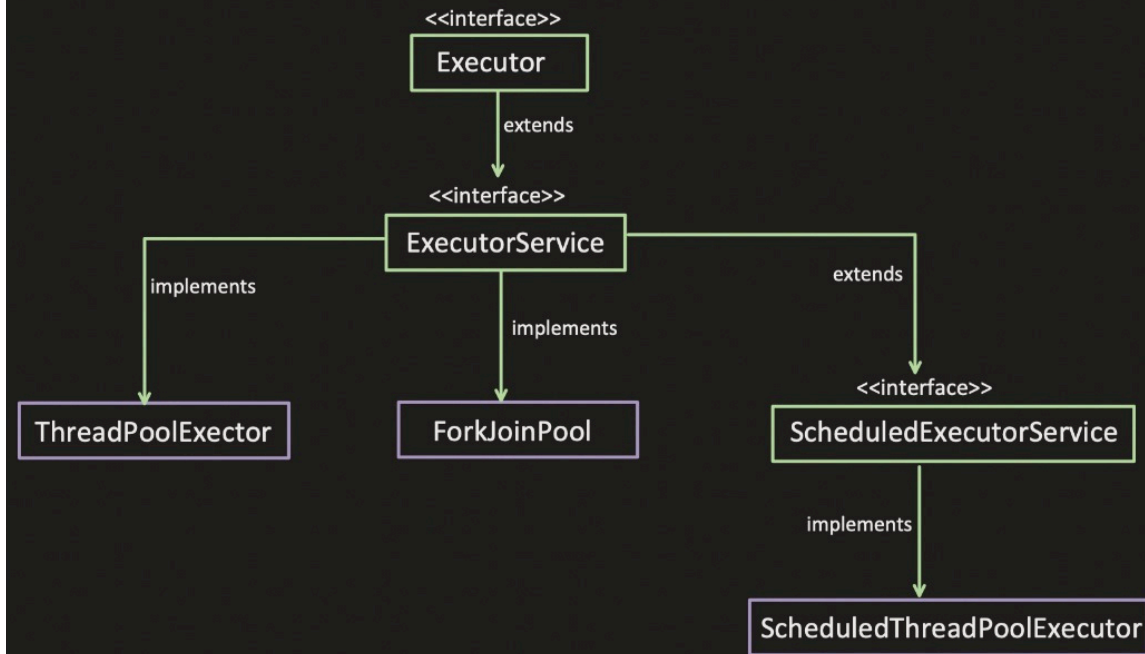 <<interface>>
Executor
extends
<<interface>>
ExecutorService
implements
implements
extends
<<interface>>
ThreadPoolExector
ForkJoinPool
ScheduledExecutorService
implements
ScheduledThreadPoolExecutor